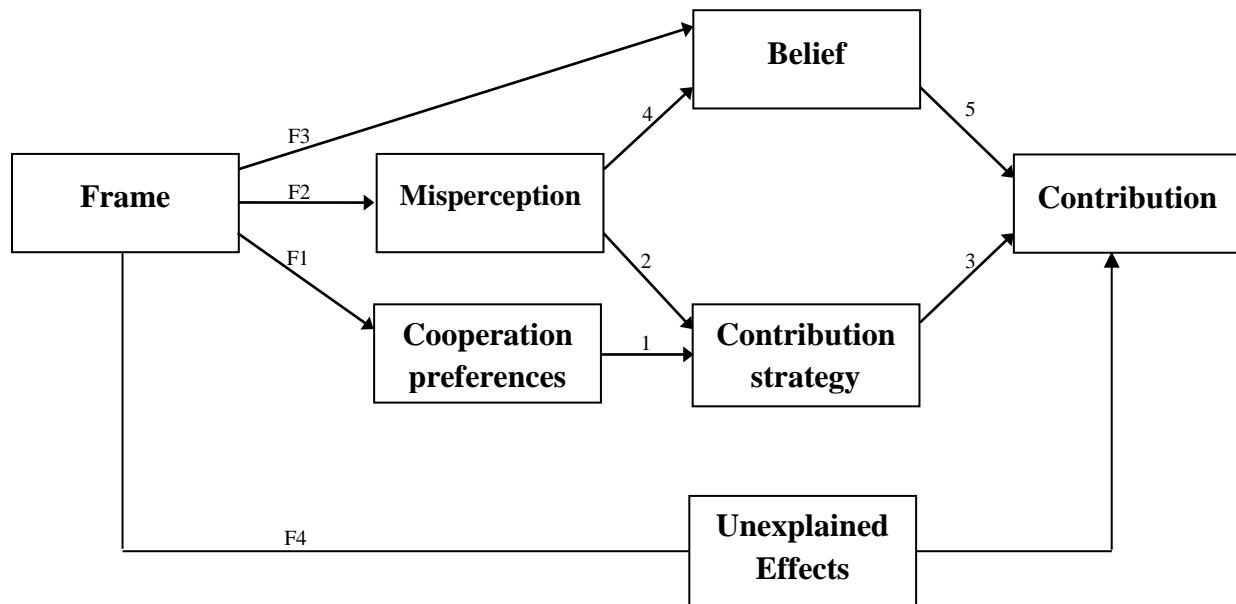 Belief
4
5
F3
Frame
F2
Misperception
Contribution
F1
2
3
Cooperation
preferences
1
Contribution
strategy
F4
Unexplained
Effects